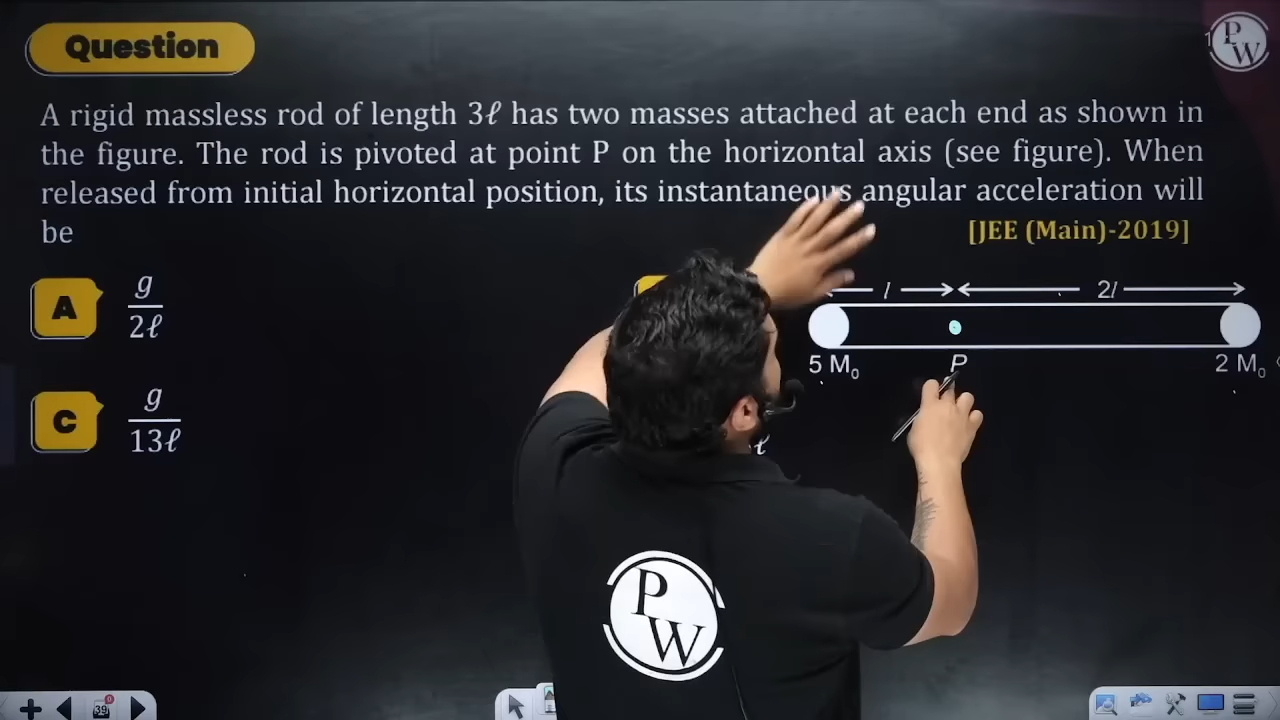 Question
A rigid massless rod of length 3ℓ has two masses attached at each end as shown in
the figure. The rod is pivoted at point P on the horizontal axis (see figure). When
released from initial horizontal position, its instantaneous angular acceleration will
be
[JEE (Main)-2019]
A g/2ℓ
C g/13ℓ
l 2l
5 M₀ P 2 M₀
ℓ
P W
P W
39